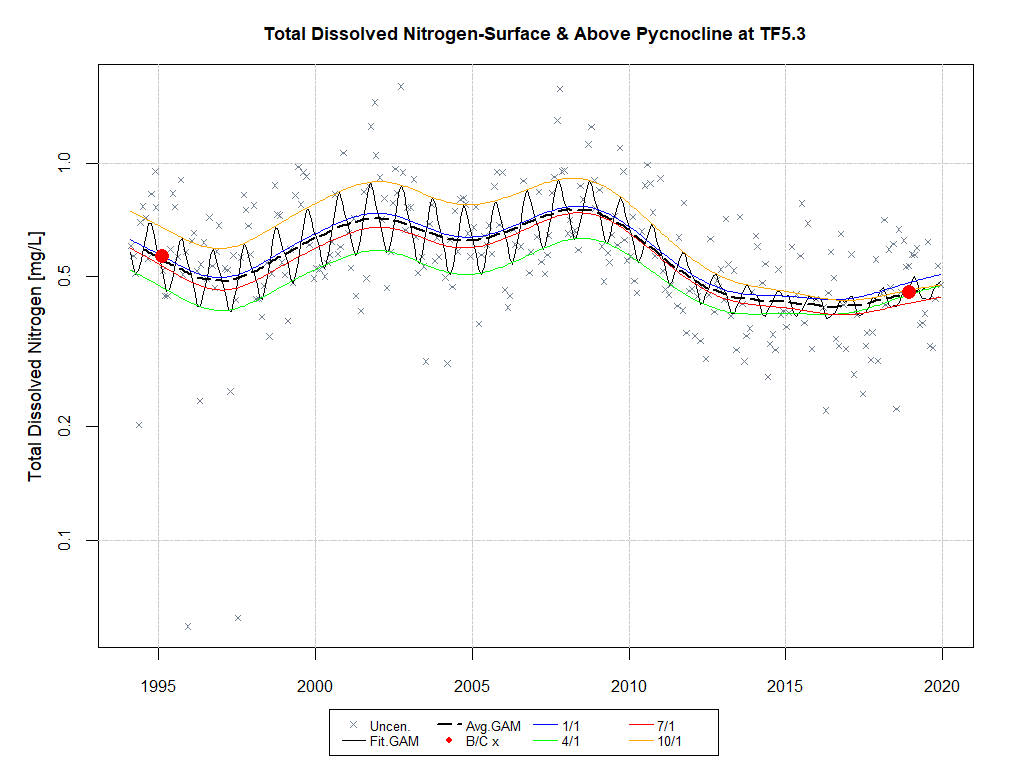 Total Dissolved Nitrogen-Surface & Above Pycnocline at TF5.3
Total Dissolved Nitrogen [mg/L]
1.0
0.5
0.2
0.1
1995 2000 2005 2010 2015 2020
Uncen. Avg.GAM 1/1 7/1
Fit.GAM B/C x 4/1 10/1